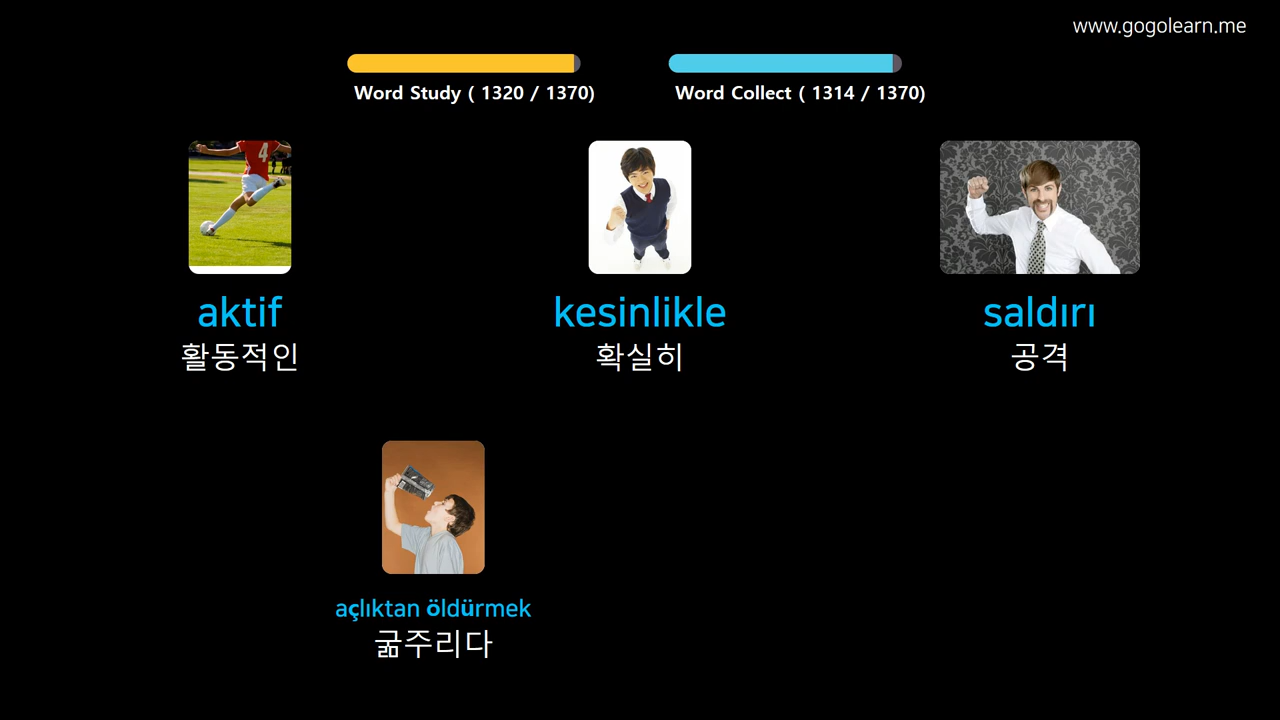 www.gogolearn.me
Word Study ( 1320 / 1370)
Word Collect ( 1314 / 1370)
4
aktif
활동적인
kesinlikle
확실히
saldırı
공격
açlıktan öldürmek
굶주리다